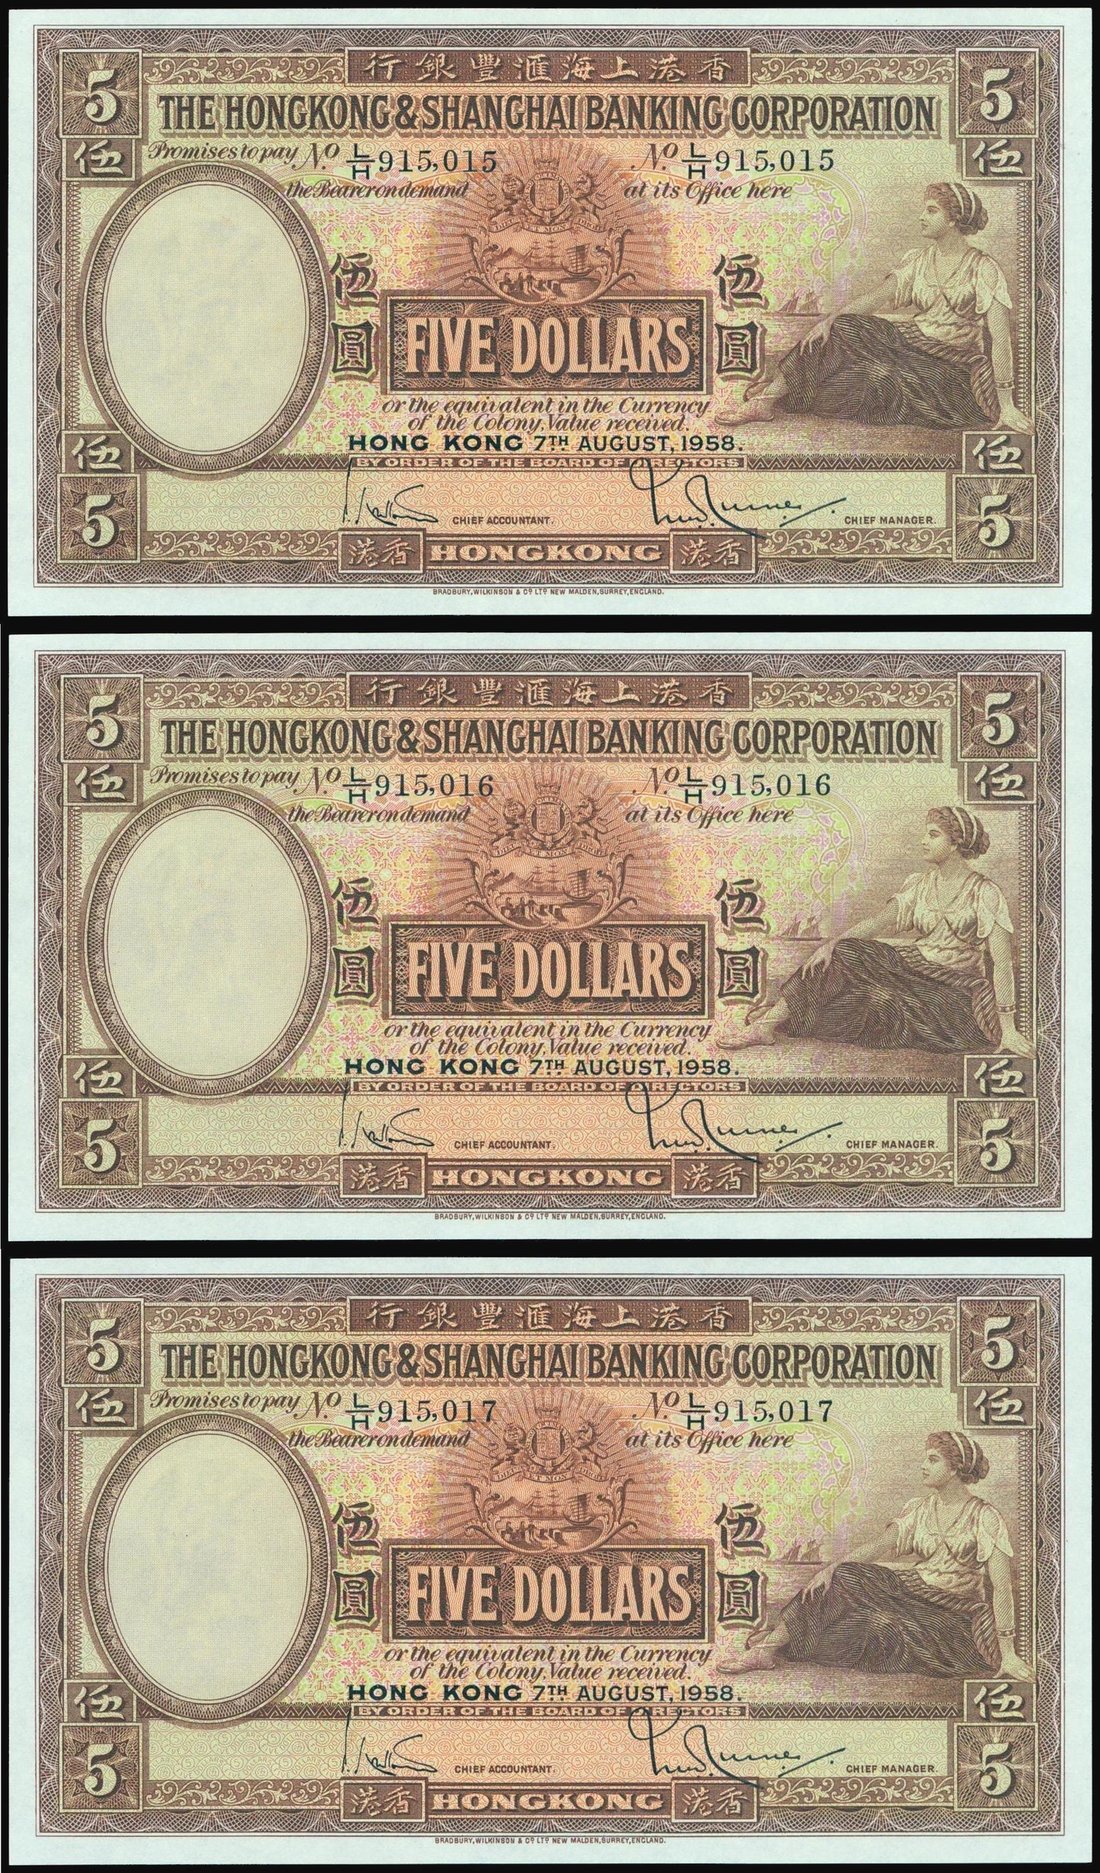 行銀豐滙海上港香
5 THE HONGKONG & SHANGHAI BANKING CORPORATION 5
伍 Promises to pay No. L/H 915,015 No. L/H 915,015 伍
the Bearer on demand at its Office here
伍圓 FIVE DOLLARS 伍圓
or the equivalent in the Currency
of the Colony, Value received.
HONG KONG 7TH AUGUST, 1958.
伍 BY ORDER OF THE BOARD OF DIRECTORS 伍
5 CHIEF ACCOUNTANT. CHIEF MANAGER. 5
港香 HONGKONG 港香
BRADBURY, WILKINSON & Co. LTD. NEW MALDEN, SURREY, ENGLAND.
行銀豐滙海上港香
5 THE HONGKONG & SHANGHAI BANKING CORPORATION 5
伍 Promises to pay No. L/H 915,016 No. L/H 915,016 伍
the Bearer on demand at its Office here
伍圓 FIVE DOLLARS 伍圓
or the equivalent in the Currency
of the Colony, Value received.
HONG KONG 7TH AUGUST, 1958.
伍 BY ORDER OF THE BOARD OF DIRECTORS 伍
5 CHIEF ACCOUNTANT. CHIEF MANAGER. 5
港香 HONGKONG 港香
BRADBURY, WILKINSON & Co. LTD. NEW MALDEN, SURREY, ENGLAND.
行銀豐滙海上港香
5 THE HONGKONG & SHANGHAI BANKING CORPORATION 5
伍 Promises to pay No. L/H 915,017 No. L/H 915,017 伍
the Bearer on demand at its Office here
伍圓 FIVE DOLLARS 伍圓
or the equivalent in the Currency
of the Colony, Value received.
HONG KONG 7TH AUGUST, 1958.
伍 BY ORDER OF THE BOARD OF DIRECTORS 伍
5 CHIEF ACCOUNTANT. CHIEF MANAGER. 5
港香 HONGKONG 港香
BRADBURY, WILKINSON & Co. LTD. NEW MALDEN, SURREY, ENGLAND.